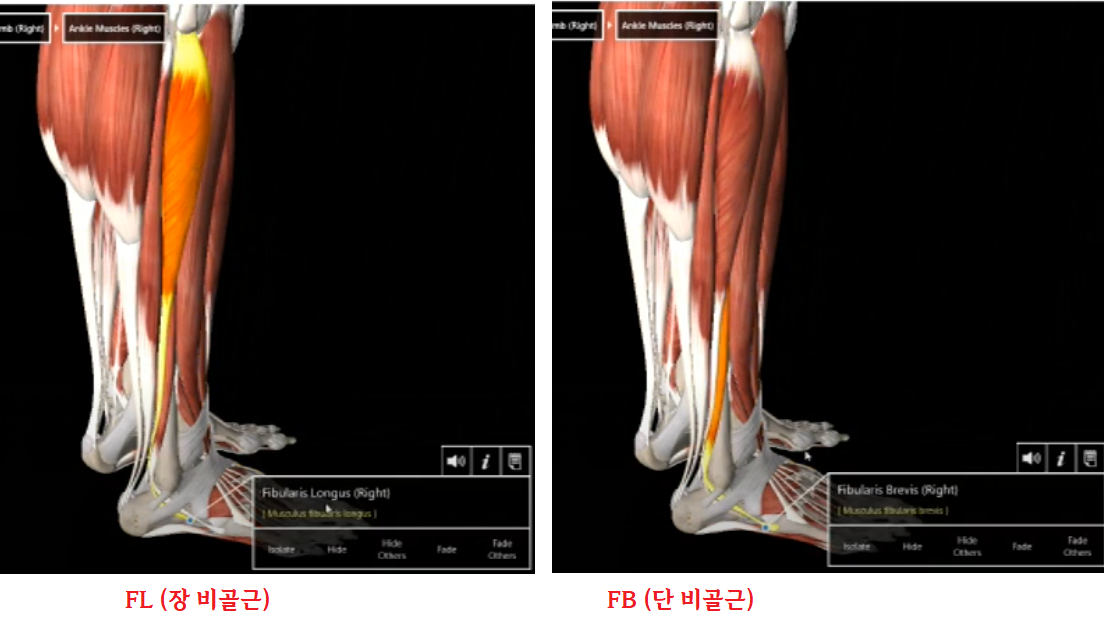 mb (Right)
Ankle Muscles (Right)
Fibularis Longus (Right)
[ Musculus fibularis longus ]
Isolate
Hide
Hide Others
Fade
Fade Others
FL (장 비골근)
mb (Right)
Ankle Muscles (Right)
Fibularis Brevis (Right)
[ Musculus fibularis brevis ]
Isolate
Hide
Hide Others
Fade
Fade Others
FB (단 비골근)